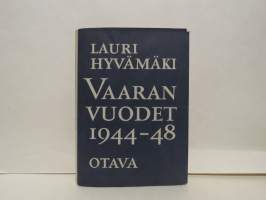 LAURI
HYVÄMÄKI
VAARAN
VUODET
1944–48
OTAVA